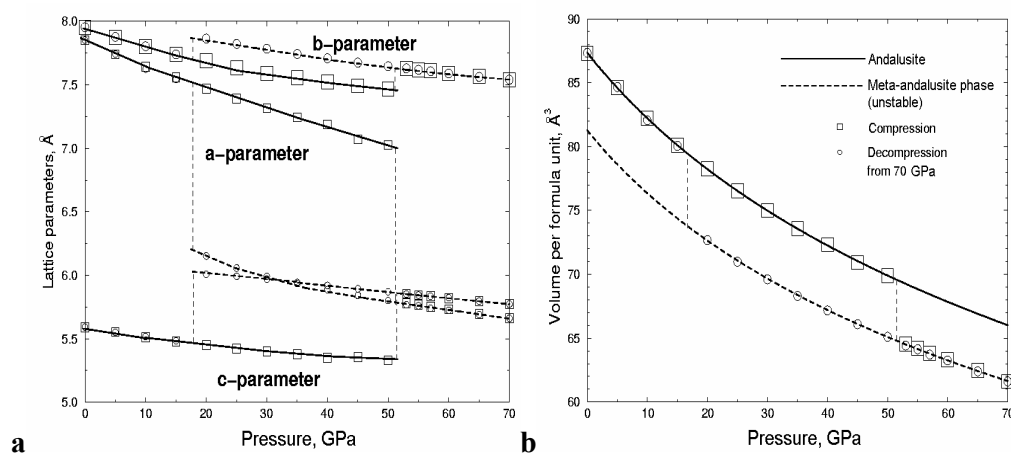 8.0
7.5
7.0
6.5
6.0
5.5
5.0
Lattice parameters, Å
b-parameter
a-parameter
c-parameter
0 10 20 30 40 50 60 70
Pressure, GPa
a
90
85
80
75
70
65
60
Volume per formula unit, Å³
Andalusite
Meta-andalusite phase
(unstable)
Compression
Decompression
from 70 GPa
0 10 20 30 40 50 60 70
Pressure, GPa
b